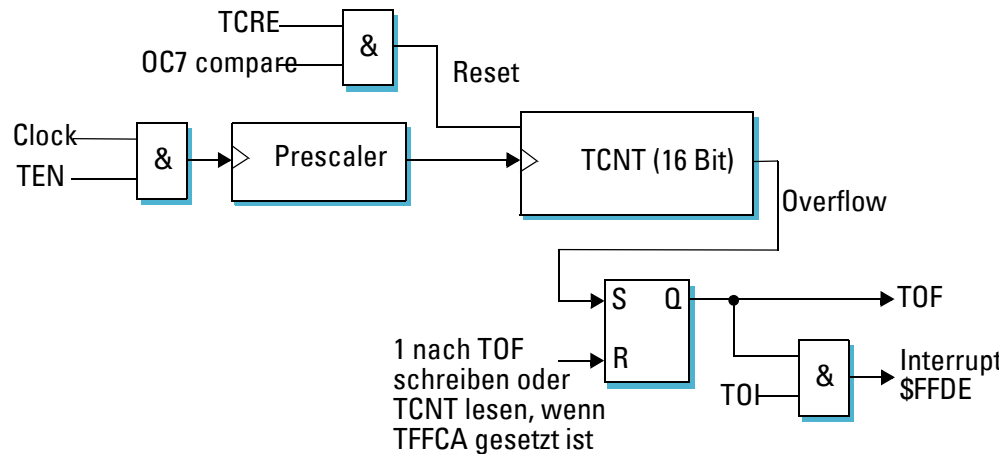 TCRE
&
OC7 compare
Reset
Clock
TEN
&
Prescaler
TCNT (16 Bit)
Overflow
S Q
R
TOF
1 nach TOF
schreiben oder
TCNT lesen, wenn
TFFCA gesetzt ist
TOI
&
Interrupt
$FFDE